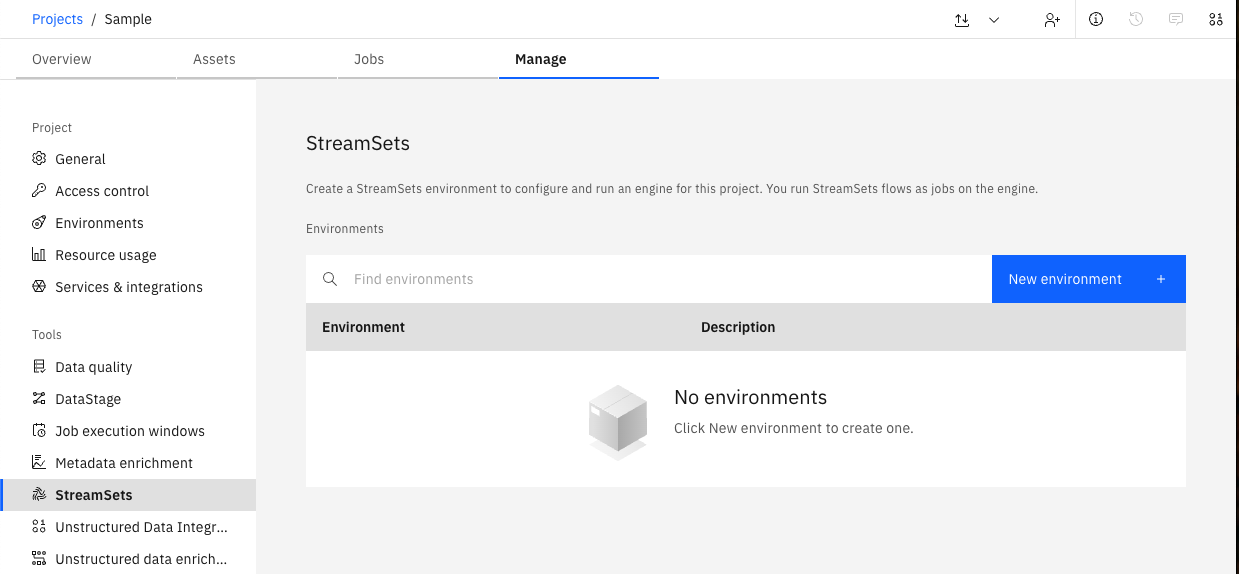 Projects / Sample
Overview Assets Jobs Manage
Project
General
Access control
Environments
Resource usage
Services & integrations
Tools
Data quality
DataStage
Job execution windows
Metadata enrichment
StreamSets
Unstructured Data Integr...
Unstructured data enrich...
StreamSets
Create a StreamSets environment to configure and run an engine for this project. You run StreamSets flows as jobs on the engine.
Environments
Find environments
New environment +
Environment Description
No environments
Click New environment to create one.